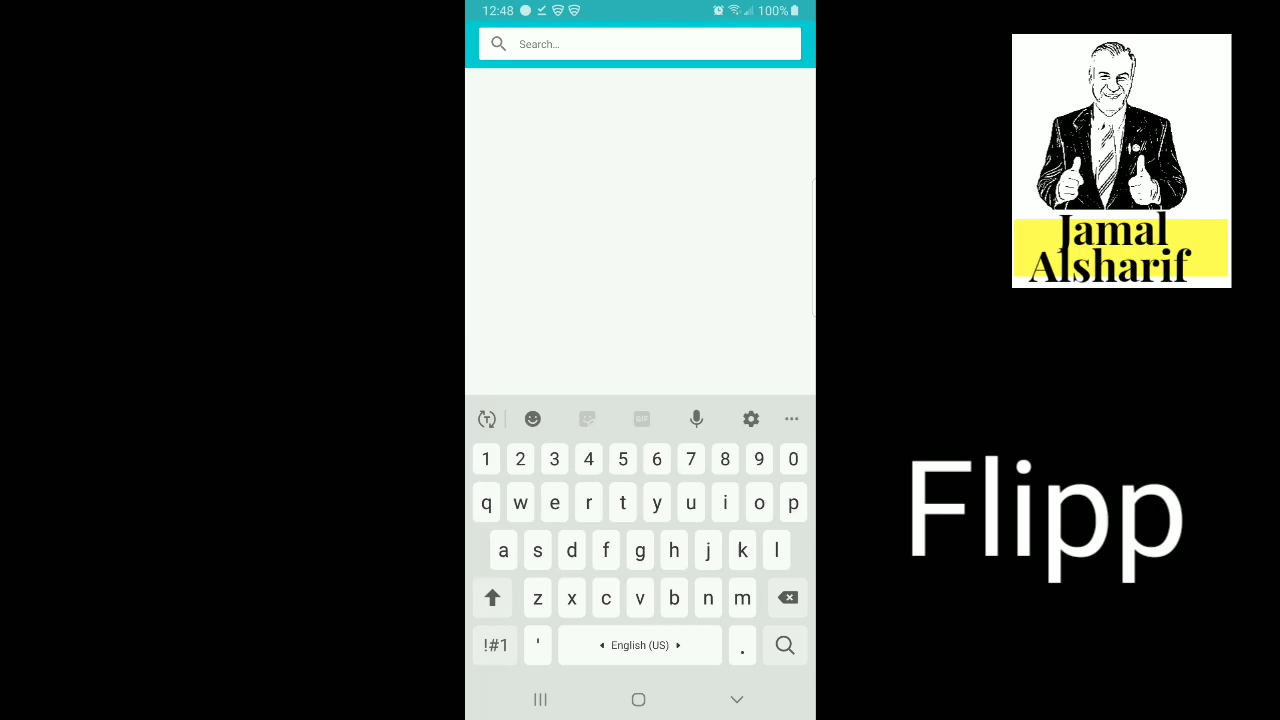 12:48
100%
Search...
Jamal
Alsharif
Flipp
GIF
1 2 3 4 5 6 7 8 9 0
q w e r t y u i o p
a s d f g h j k l
z x c v b n m
!#1 ' English (US) .